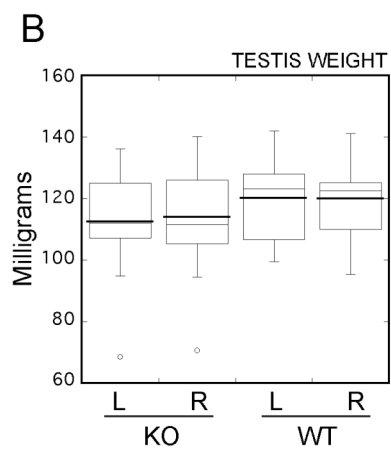 B
TESTIS WEIGHT
160
140
120
100
80
60
Milligrams
L R L R
KO WT